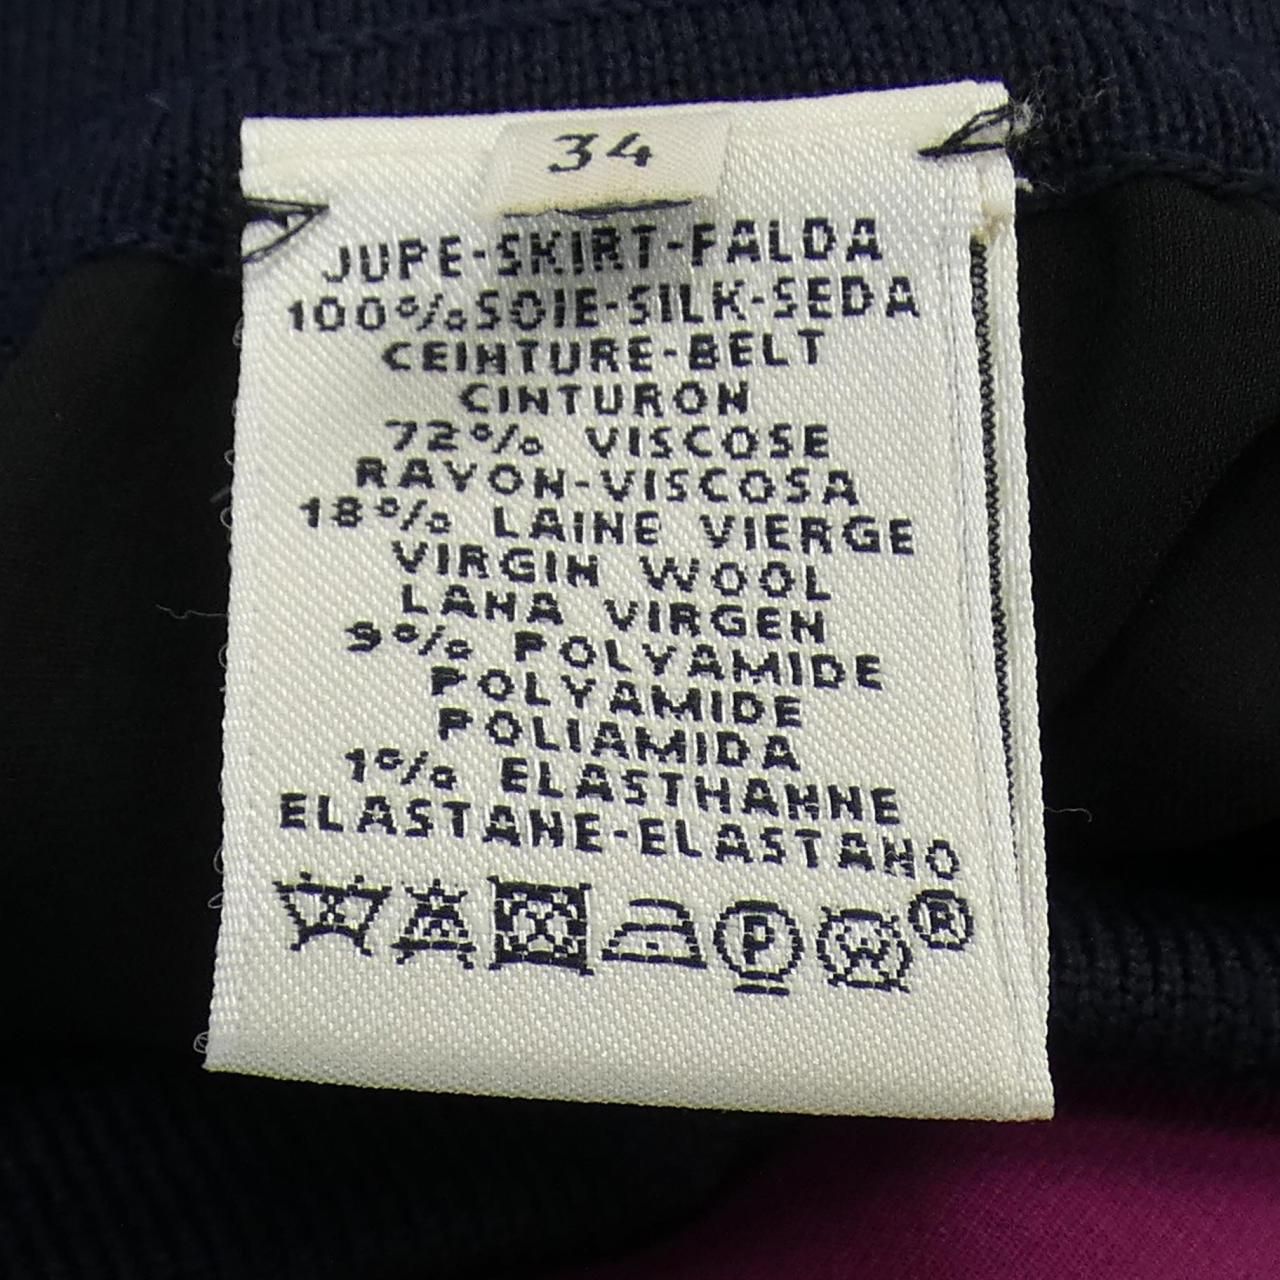 34
JUPE-SKIRT-FALDA
100% SOIE-SILK-SEDA
CEINTURE-BELT
CINTURON
72% VISCOSE
RAYON-VISCOSA
18% LAINE VIERGE
VIRGIN WOOL
LANA VIRGEN
9% POLYAMIDE
POLYAMIDE
POLIAMIDA
1% ELASTHANNE
ELASTANE-ELASTANO
P W ®